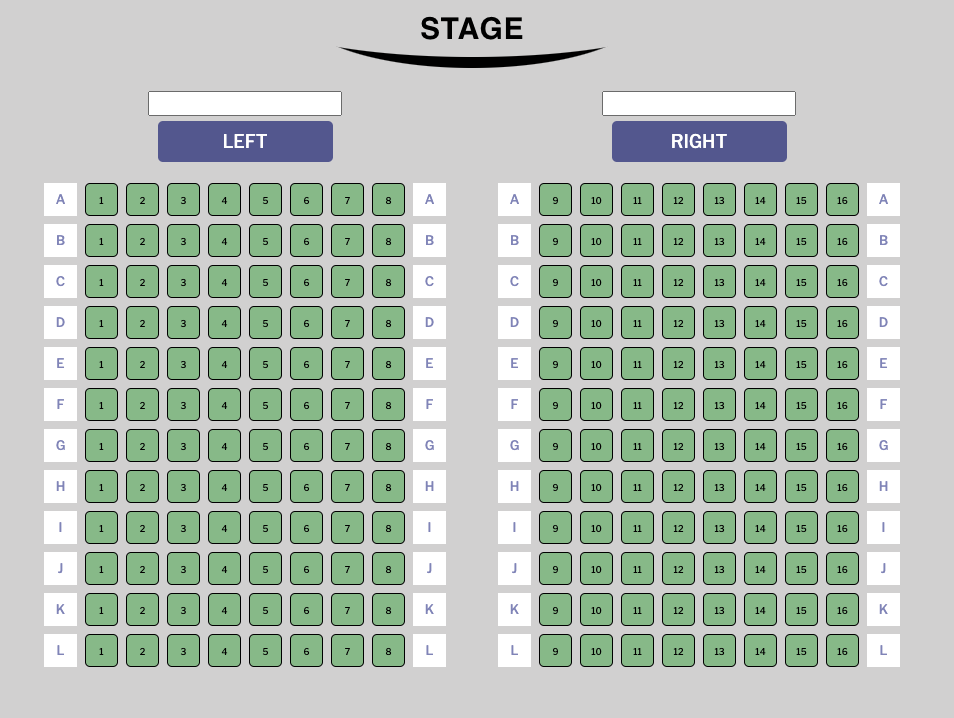 STAGE
LEFT RIGHT
A 1 2 3 4 5 6 7 8 A A 9 10 11 12 13 14 15 16 A
B 1 2 3 4 5 6 7 8 B B 9 10 11 12 13 14 15 16 B
C 1 2 3 4 5 6 7 8 C C 9 10 11 12 13 14 15 16 C
D 1 2 3 4 5 6 7 8 D D 9 10 11 12 13 14 15 16 D
E 1 2 3 4 5 6 7 8 E E 9 10 11 12 13 14 15 16 E
F 1 2 3 4 5 6 7 8 F F 9 10 11 12 13 14 15 16 F
G 1 2 3 4 5 6 7 8 G G 9 10 11 12 13 14 15 16 G
H 1 2 3 4 5 6 7 8 H H 9 10 11 12 13 14 15 16 H
I 1 2 3 4 5 6 7 8 I I 9 10 11 12 13 14 15 16 I
J 1 2 3 4 5 6 7 8 J J 9 10 11 12 13 14 15 16 J
K 1 2 3 4 5 6 7 8 K K 9 10 11 12 13 14 15 16 K
L 1 2 3 4 5 6 7 8 L L 9 10 11 12 13 14 15 16 L